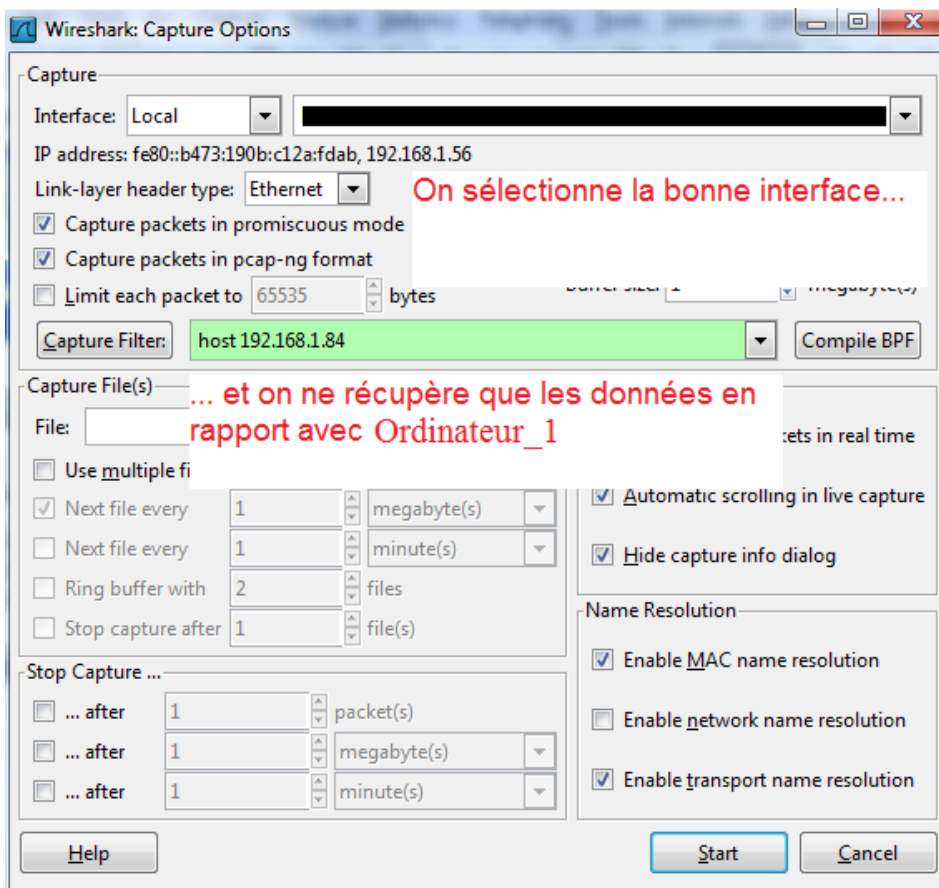 Wireshark: Capture Options
Capture
Interface: Local
IP address: fe80::b473:190b:c12a:fdab, 192.168.1.56
Link-layer header type: Ethernet
On sélectionne la bonne interface...
Capture packets in promiscuous mode
Capture packets in pcap-ng format
Limit each packet to 65535 bytes
1 megabyte(s)
Capture Filter: host 192.168.1.84 Compile BPF
Capture File(s)
... et on ne récupère que les données en
rapport avec Ordinateur_1
File:
in real time
Use multiple
Next file every 1 megabyte(s)
Automatic scrolling in live capture
Next file every 1 minute(s)
Hide capture info dialog
Ring buffer with 2 files
Stop capture after 1 file(s)
Name Resolution
Enable MAC name resolution
Enable network name resolution
Enable transport name resolution
Stop Capture ...
... after 1 packet(s)
... after 1 megabyte(s)
... after 1 minute(s)
Help Start Cancel